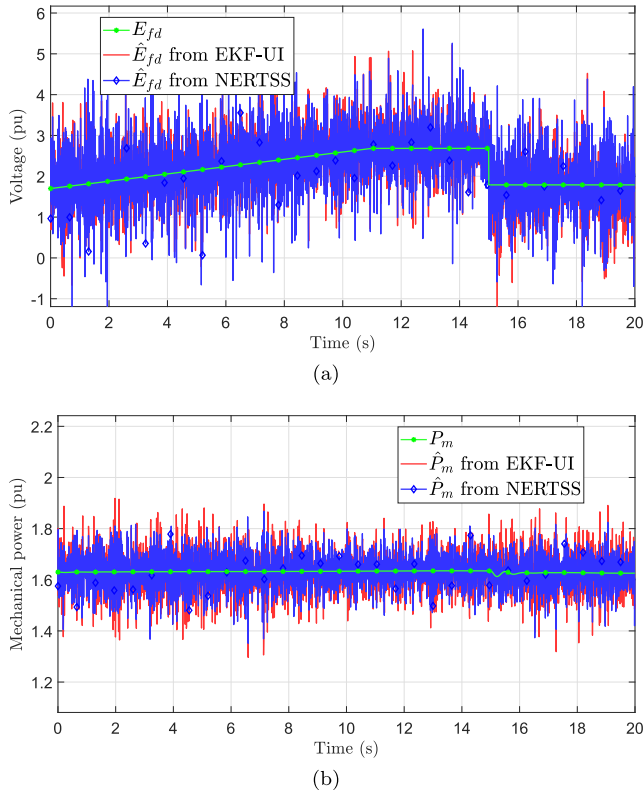 6
5
4
3
2
1
0
-1
Voltage (pu)
E_fd
Ê_fd from EKF-UI
Ê_fd from NERTSS
0 2 4 6 8 10 12 14 16 18 20
Time (s)
(a)
2.2
2
1.8
1.6
1.4
1.2
Mechanical power (pu)
P_m
P̂_m from EKF-UI
P̂_m from NERTSS
0 2 4 6 8 10 12 14 16 18 20
Time (s)
(b)